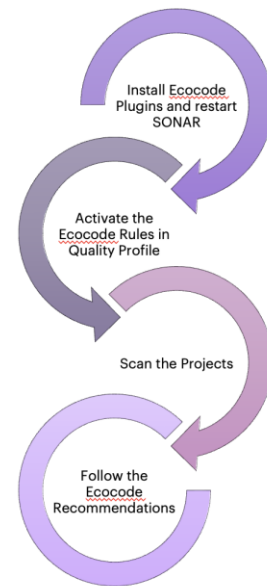 Install Ecocode
Plugins and restart
SONAR
Activate the
Ecocode Rules in
Quality Profile
Scan the Projects
Follow the
Ecocode
Recommendations